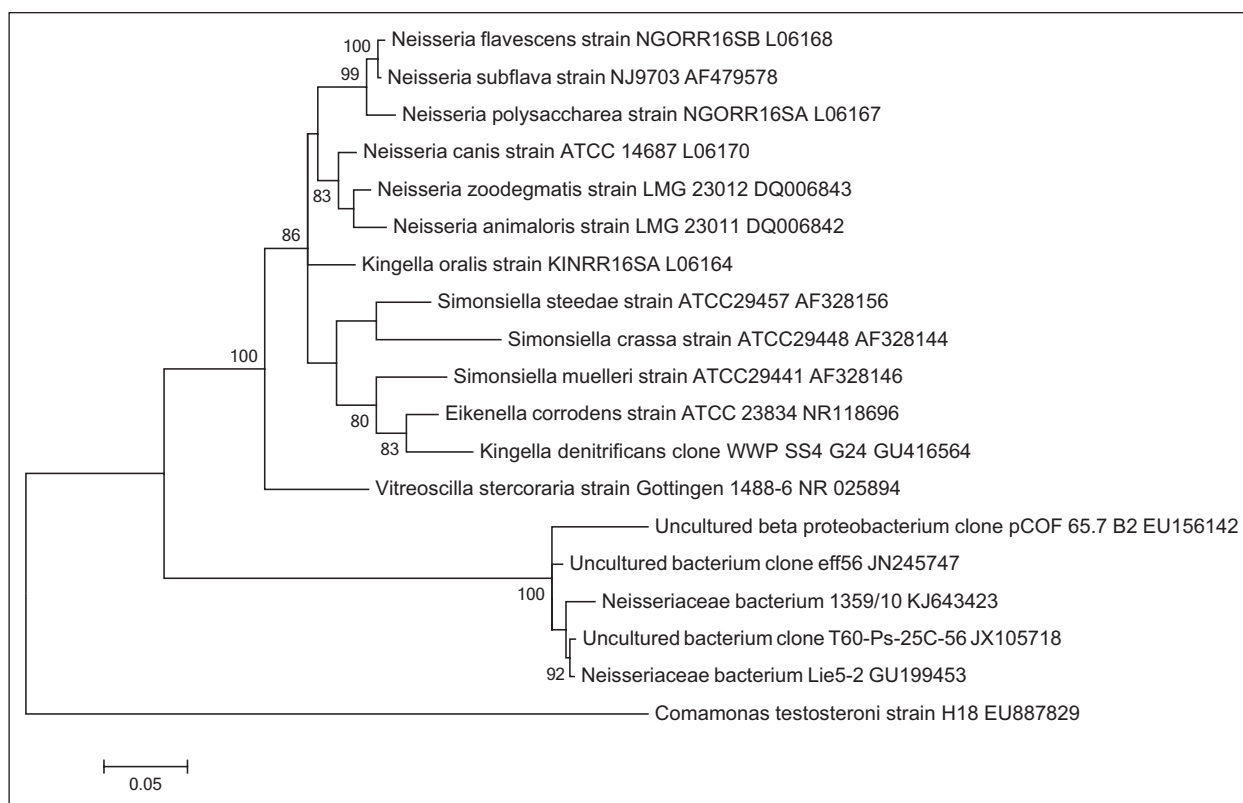 100
Neisseria flavescens strain NGORR16SB L06168
99
Neisseria subflava strain NJ9703 AF479578
Neisseria polysaccharea strain NGORR16SA L06167
Neisseria canis strain ATCC 14687 L06170
83
Neisseria zoodegmatis strain LMG 23012 DQ006843
Neisseria animaloris strain LMG 23011 DQ006842
86
Kingella oralis strain KINRR16SA L06164
Simonsiella steedae strain ATCC29457 AF328156
Simonsiella crassa strain ATCC29448 AF328144
100
Simonsiella muelleri strain ATCC29441 AF328146
80
Eikenella corrodens strain ATCC 23834 NR118696
83
Kingella denitrificans clone WWP SS4 G24 GU416564
Vitreoscilla stercoraria strain Gottingen 1488-6 NR 025894
Uncultured beta proteobacterium clone pCOF 65.7 B2 EU156142
Uncultured bacterium clone eff56 JN245747
100
Neisseriaceae bacterium 1359/10 KJ643423
Uncultured bacterium clone T60-Ps-25C-56 JX105718
92
Neisseriaceae bacterium Lie5-2 GU199453
Comamonas testosteroni strain H18 EU887829
0.05